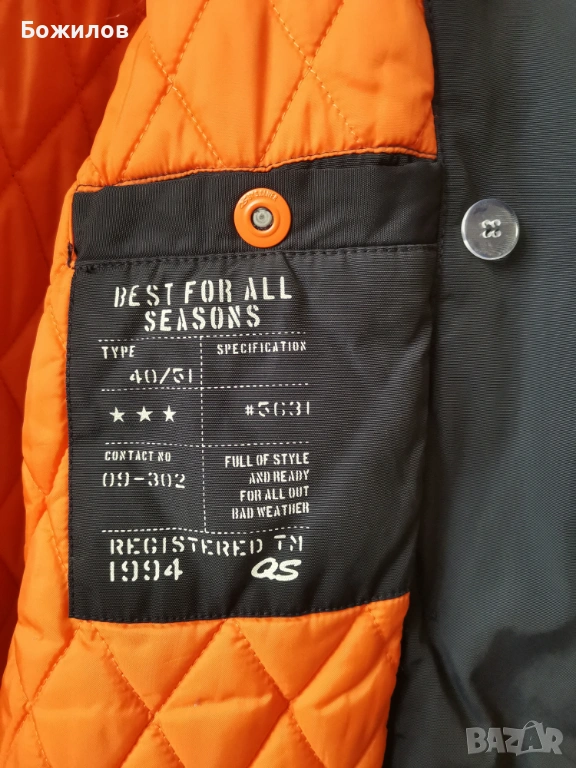 Божилов
BEST FOR ALL
SEASONS
TYPE
SPECIFICATION
40/51
★ ★ ★
#5631
CONTACT NO
09-302
FULL OF STYLE
AND READY
FOR ALL OUT
BAD WEATHER
REGISTERED TM
1994 QS
BAZAR